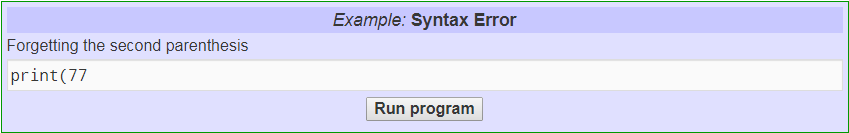 Example: Syntax Error
Forgetting the second parenthesis
print(77
Run program